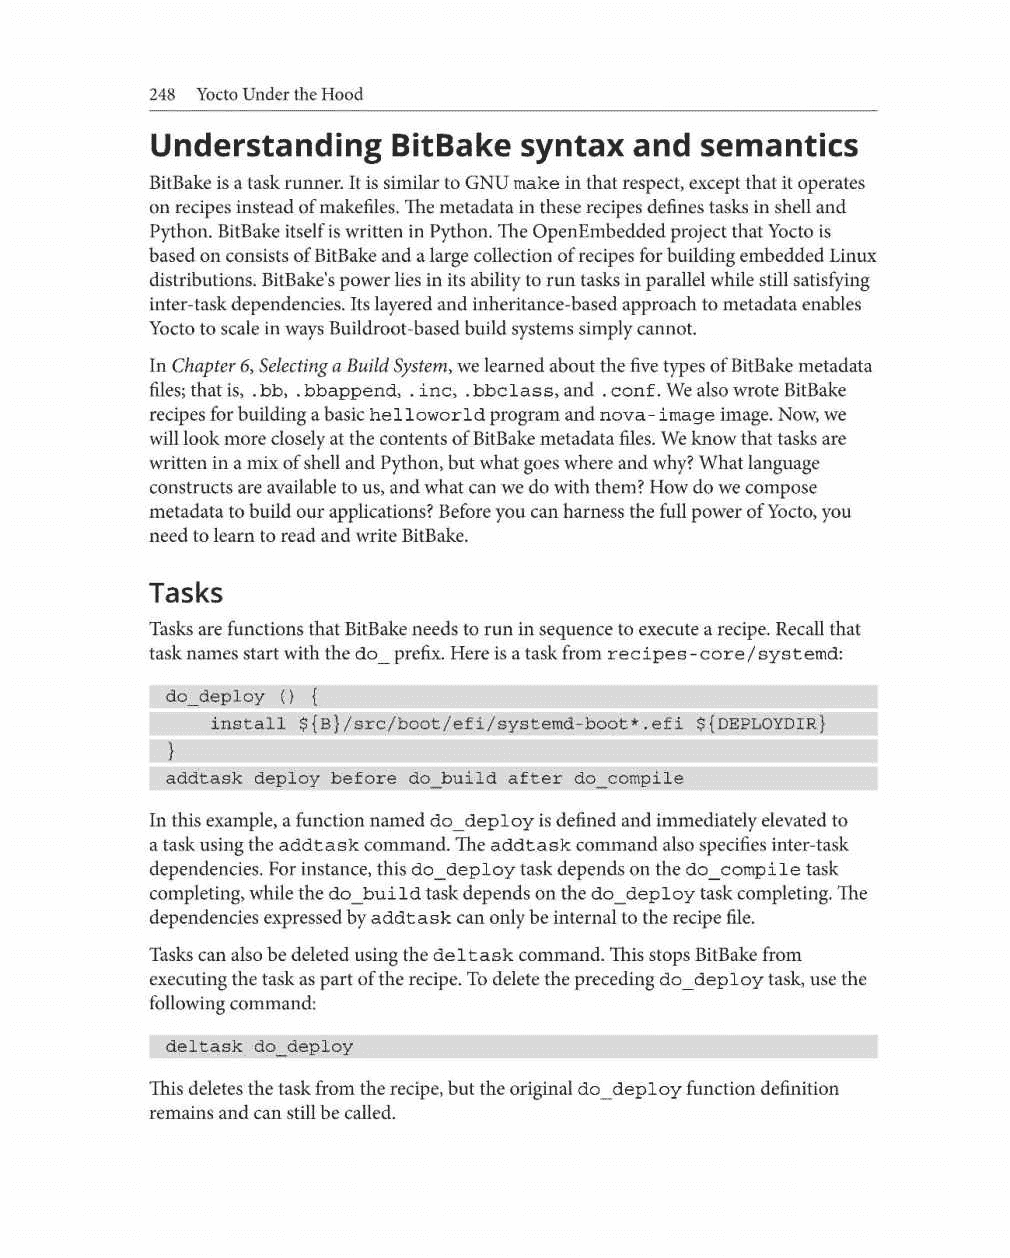 248 Yocto Under the Hood
Understanding BitBake syntax and semantics
BitBake is a task runner. It is similar to GNU make in that respect, except that it operates
on recipes instead of makefiles. The metadata in these recipes defines tasks in shell and
Python. BitBake itself is written in Python. The OpenEmbedded project that Yocto is
based on consists of BitBake and a large collection of recipes for building embedded Linux
distributions. BitBake's power lies in its ability to run tasks in parallel while still satisfying
inter-task dependencies. Its layered and inheritance-based approach to metadata enables
Yocto to scale in ways Buildroot-based build systems simply cannot.
In Chapter 6, Selecting a Build System, we learned about the five types of BitBake metadata
files; that is, .bb, .bbappend, .inc, .bbclass, and .conf. We also wrote BitBake
recipes for building a basic helloworld program and nova-image image. Now, we
will look more closely at the contents of BitBake metadata files. We know that tasks are
written in a mix of shell and Python, but what goes where and why? What language
constructs are available to us, and what can we do with them? How do we compose
metadata to build our applications? Before you can harness the full power of Yocto, you
need to learn to read and write BitBake.
Tasks
Tasks are functions that BitBake needs to run in sequence to execute a recipe. Recall that
task names start with the do_ prefix. Here is a task from recipes-core/systemd:
do_deploy () {
    install ${B}/src/boot/efi/systemd-boot*.efi ${DEPLOYDIR}
}
addtask deploy before do_build after do_compile
In this example, a function named do_deploy is defined and immediately elevated to
a task using the addtask command. The addtask command also specifies inter-task
dependencies. For instance, this do_deploy task depends on the do_compile task
completing, while the do_build task depends on the do_deploy task completing. The
dependencies expressed by addtask can only be internal to the recipe file.
Tasks can also be deleted using the deltask command. This stops BitBake from
executing the task as part of the recipe. To delete the preceding do_deploy task, use the
following command:
deltask do_deploy
This deletes the task from the recipe, but the original do_deploy function definition
remains and can still be called.